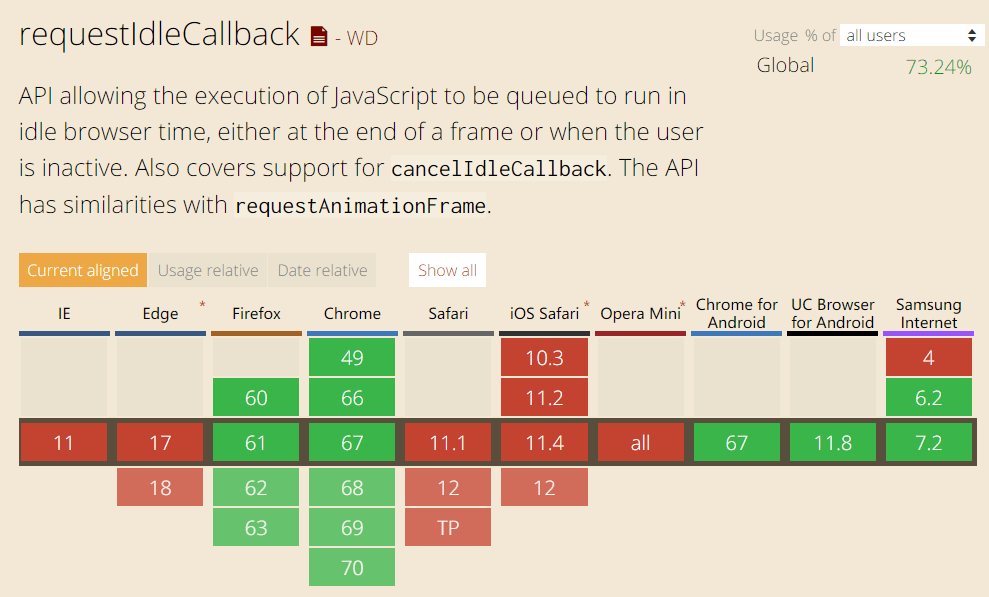 requestIdleCallback - WD
Usage % of all users
Global 73.24%
API allowing the execution of JavaScript to be queued to run in
idle browser time, either at the end of a frame or when the user
is inactive. Also covers support for cancelIdleCallback. The API
has similarities with requestAnimationFrame.
Current aligned Usage relative Date relative Show all
IE Edge * Firefox Chrome Safari iOS Safari * Opera Mini * Chrome for Android UC Browser for Android Samsung Internet
49 10.3 4
60 66 11.2 6.2
11 17 61 67 11.1 11.4 all 67 11.8 7.2
18 62 68 12 12
63 69 TP
70